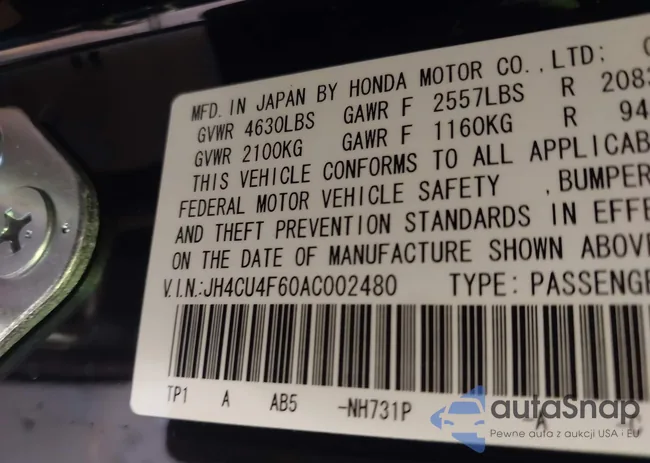 MFD. IN JAPAN BY HONDA MOTOR CO., LTD;
GVWR 4630LBS GAWR F 2557LBS R 2083
GVWR 2100KG GAWR F 1160KG R 94
THIS VEHICLE CONFORMS TO ALL APPLICAB
FEDERAL MOTOR VEHICLE SAFETY , BUMPER
AND THEFT PREVENTION STANDARDS IN EFFE
ON THE DATE OF MANUFACTURE SHOWN ABOVE
V.I.N.:JH4CU4F60AC002480 TYPE: PASSENGE
TP1 A AB5 -NH731P -A
autoSnap
Pewne auta z aukcji USA i EU